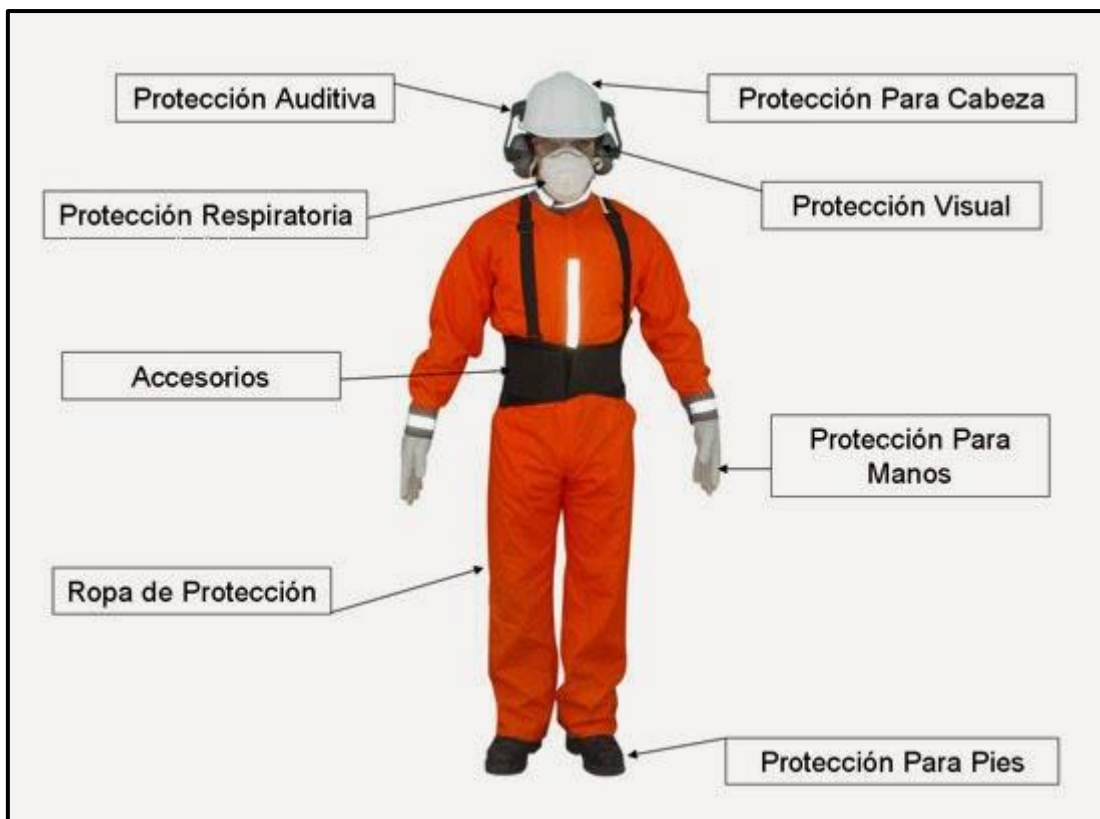 Protección Auditiva
Protección Para Cabeza
Protección Respiratoria
Protección Visual
Accesorios
Protección Para
Manos
Ropa de Protección
Protección Para Pies